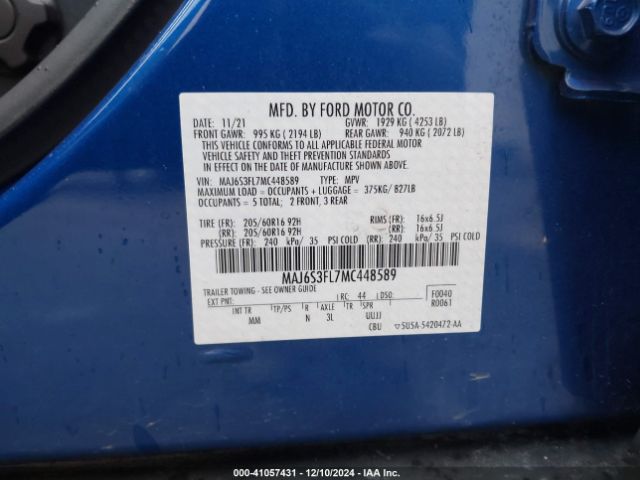 MFD. BY FORD MOTOR CO.
DATE: 11/21 GVWR: 1929 KG ( 4253 LB)
FRONT GAWR: 995 KG ( 2194 LB) REAR GAWR: 940 KG ( 2072 LB)
THIS VEHICLE CONFORMS TO ALL APPLICABLE FEDERAL MOTOR
VEHICLE SAFETY AND THEFT PREVENTION STANDARDS
IN EFFECT ON THE DATE OF MANUFACTURE SHOWN ABOVE.
VIN: MAJ6S3FL7MC448589 TYPE: MPV
MAXIMUM LOAD = OCCUPANTS + LUGGAGE = 375KG/ 827LB
OCCUPANTS = 5 TOTAL; 2 FRONT, 3 REAR
TIRE (FR): 205/60R16 92H RIMS (FR): 16x6.5J
(RR): 205/60R16 92H (RR): 16x6.5J
PRESSURE (FR): 240 kPa/ 35 PSI COLD (RR): 240 kPa/ 35 PSI COLD
MAJ6S3FL7MC448589
TRAILER TOWING - SEE OWNER GUIDE RC: 44 F0040
EXT PNT: R0061
INT TR TP/PS R AXLE TR SPR
MM N 3L UUJJ
CBU ▽5U5A-5420472-AA
000-41057431 - 12/10/2024 - IAA Inc.